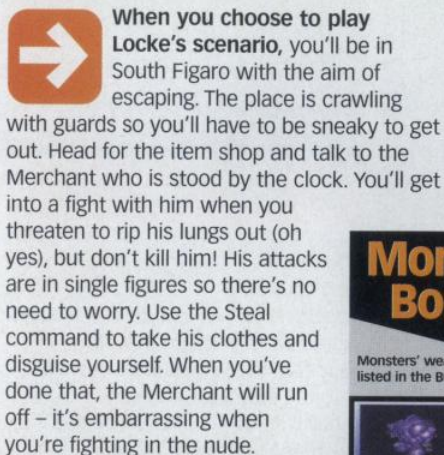 When you choose to play
Locke's scenario, you'll be in
South Figaro with the aim of
escaping. The place is crawling
with guards so you'll have to be sneaky to get
out. Head for the item shop and talk to the
Merchant who is stood by the clock. You'll get
into a fight with him when you
threaten to rip his lungs out (oh
yes), but don't kill him! His attacks
are in single figures so there's no
need to worry. Use the Steal
command to take his clothes and
disguise yourself. When you've
done that, the Merchant will run
off – it's embarrassing when
you're fighting in the nude.
Monsters'
listed in the